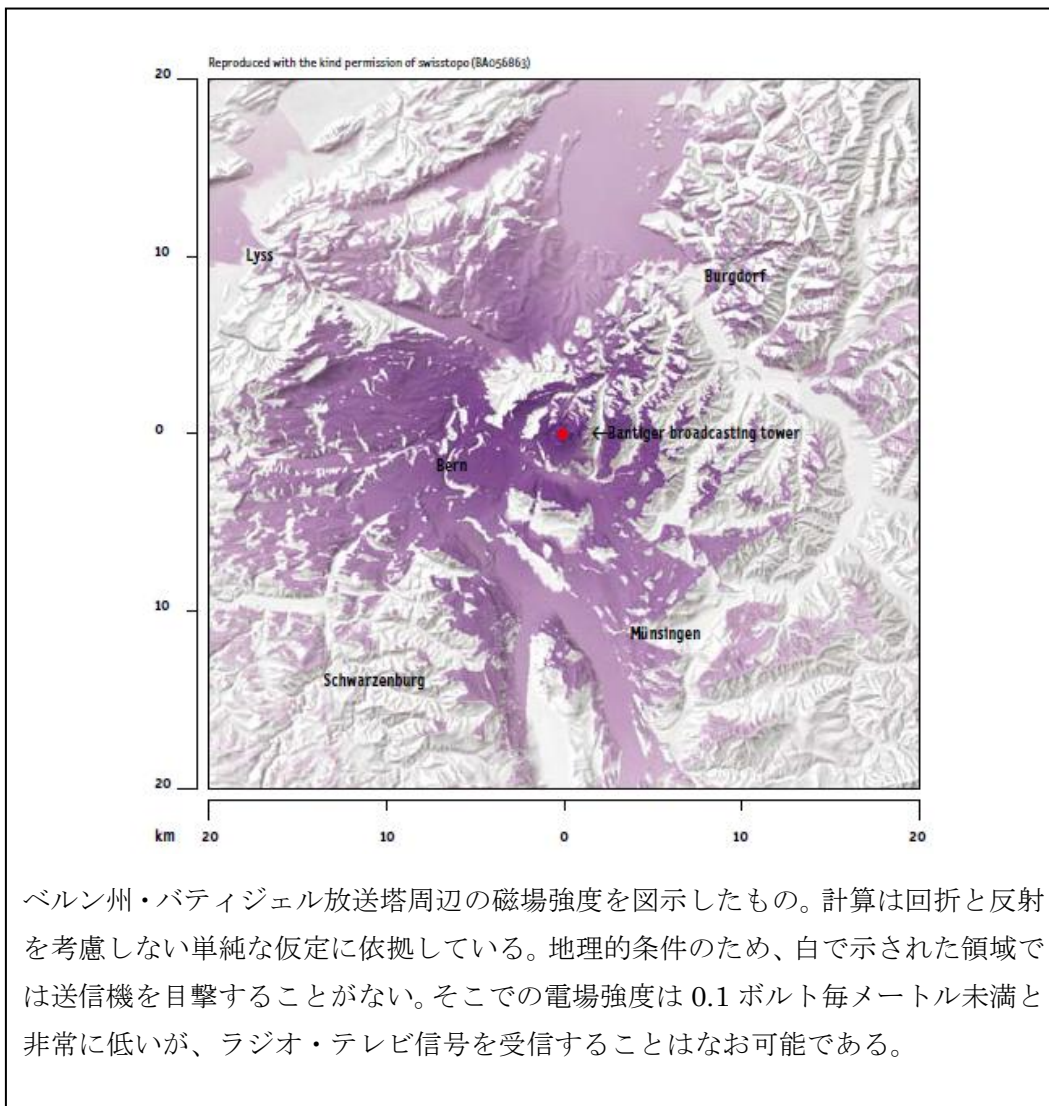 Reproduced with the kind permission of swisstopo (BA056863)
20
10
0
10
20
Lyss
Burgdorf
←Bantiger broadcasting tower
Bern
Münsingen
Schwarzenburg
km 20 10 0 10 20
ベルン州・バティジェル放送塔周辺の磁場強度を図示したもの。計算は回折と反射
を考慮しない単純な仮定に依拠している。地理的条件のため、白で示された領域で
は送信機を目撃することがない。そこでの電場強度は 0.1 ボルト毎メートル未満と
非常に低いが、ラジオ・テレビ信号を受信することはなお可能である。